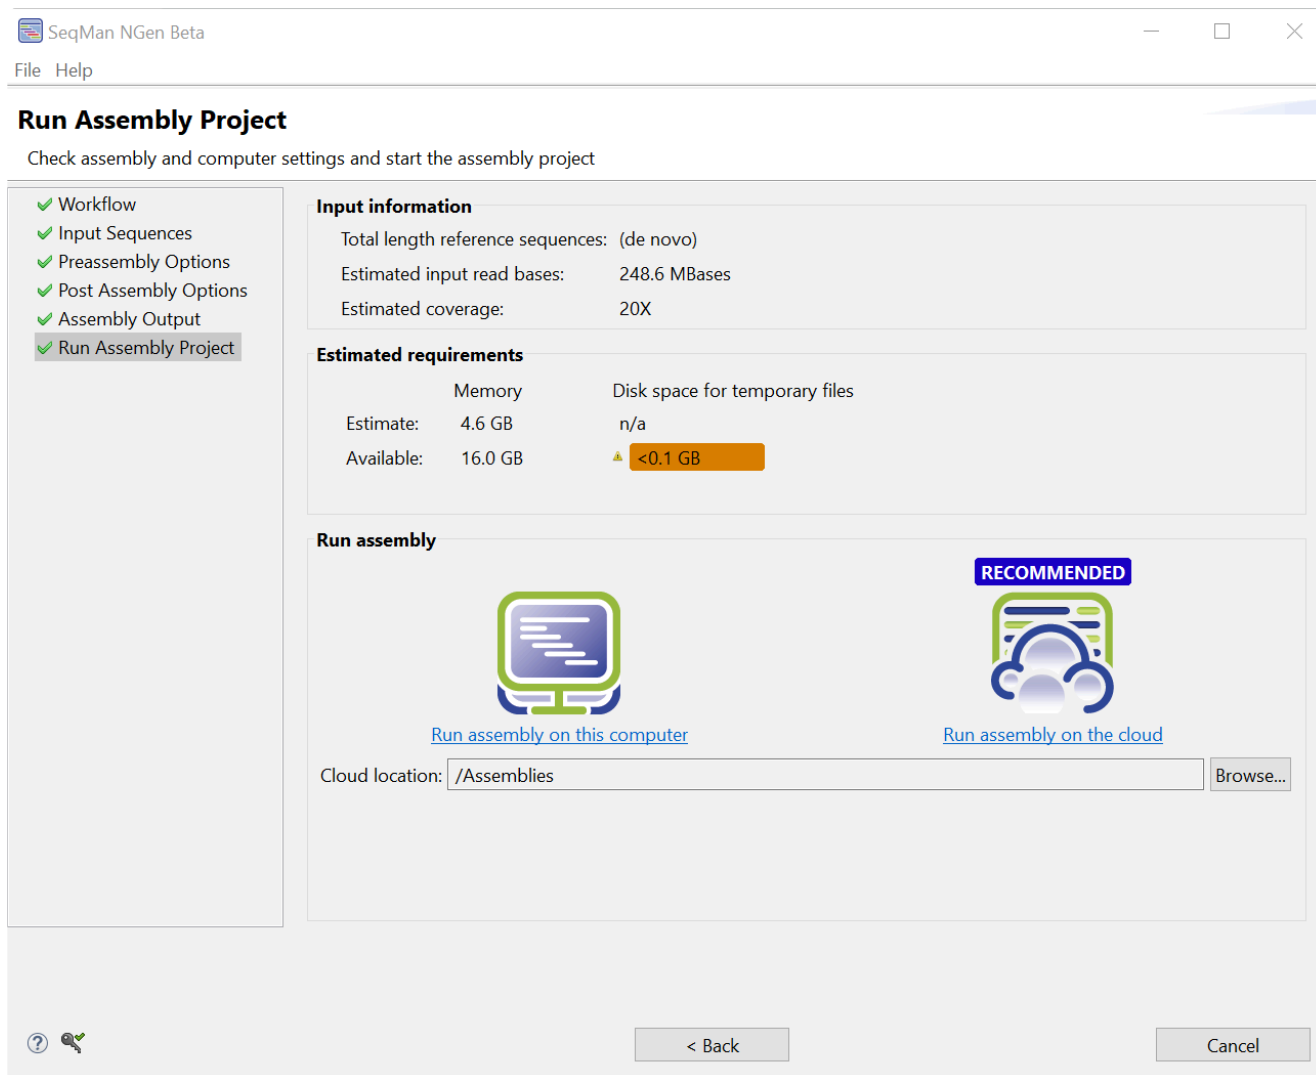 SeqMan NGen Beta
File Help
Run Assembly Project
Check assembly and computer settings and start the assembly project
Workflow
Input Sequences
Preassembly Options
Post Assembly Options
Assembly Output
Run Assembly Project
Input information
Total length reference sequences: (de novo)
Estimated input read bases: 248.6 MBases
Estimated coverage: 20X
Estimated requirements
Memory Disk space for temporary files
Estimate: 4.6 GB n/a
Available: 16.0 GB <0.1 GB
Run assembly
RECOMMENDED
Run assembly on this computer Run assembly on the cloud
Cloud location: /Assemblies Browse...
< Back Cancel